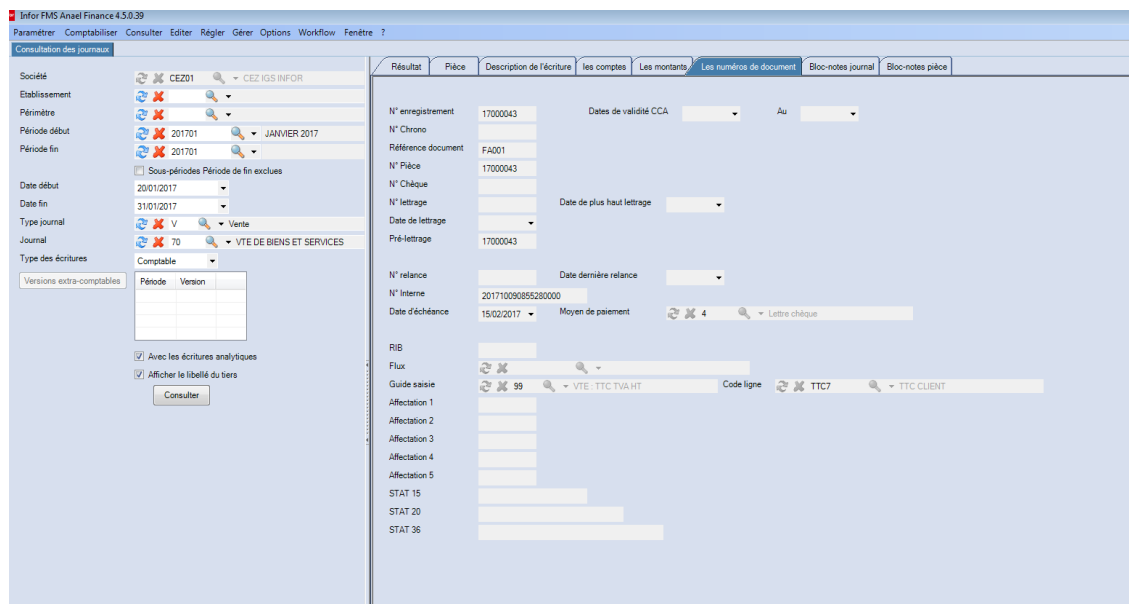 Infor FMS Anael Finance 4.5.0.39
Paramétrer Comptabiliser Consulter Editer Régler Gérer Options Workflow Fenêtre ?
Consultation des journaux
Société CEZ01 CEZ IGS INFOR
Etablissement
Périmètre
Période début 201701 JANVIER 2017
Période fin 201701
Sous-périodes Période de fin exclues
Date début 20/01/2017
Date fin 31/01/2017
Type journal V Vente
Journal 70 VTE DE BIENS ET SERVICES
Type des écritures Comptable
Versions extra-comptables Période Version
Avec les écritures analytiques
Afficher le libellé du tiers
Consulter
Résultat Pièce Description de l'écriture les comptes Les montants Les numéros de document Bloc-notes journal Bloc-notes pièce
N° enregistrement 17000043 Dates de validité CCA Au
N° Chrono
Référence document FA001
N° Pièce 17000043
N° Chèque
N° lettrage Date de plus haut lettrage
Date de lettrage
Pré-lettrage 17000043
N° relance Date dernière relance
N° Interne 201710090855280000
Date d'échéance 15/02/2017 Moyen de paiement 4 Lettre chèque
RIB
Flux
Guide saisie 99 VTE : TTC TVA HT Code ligne TTC7 TTC CLIENT
Affectation 1
Affectation 2
Affectation 3
Affectation 4
Affectation 5
STAT 15
STAT 20
STAT 36